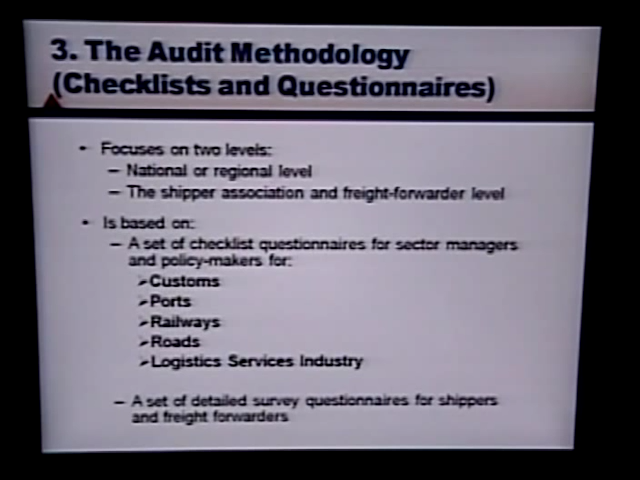 3. The Audit Methodology
(Checklists and Questionnaires)
• Focuses on two levels:
– National or regional level
– The shipper association and freight-forwarder level
• Is based on:
– A set of checklist questionnaires for sector managers
and policy-makers for:
➢Customs
➢Ports
➢Railways
➢Roads
➢Logistics Services Industry
– A set of detailed survey questionnaires for shippers
and freight forwarders